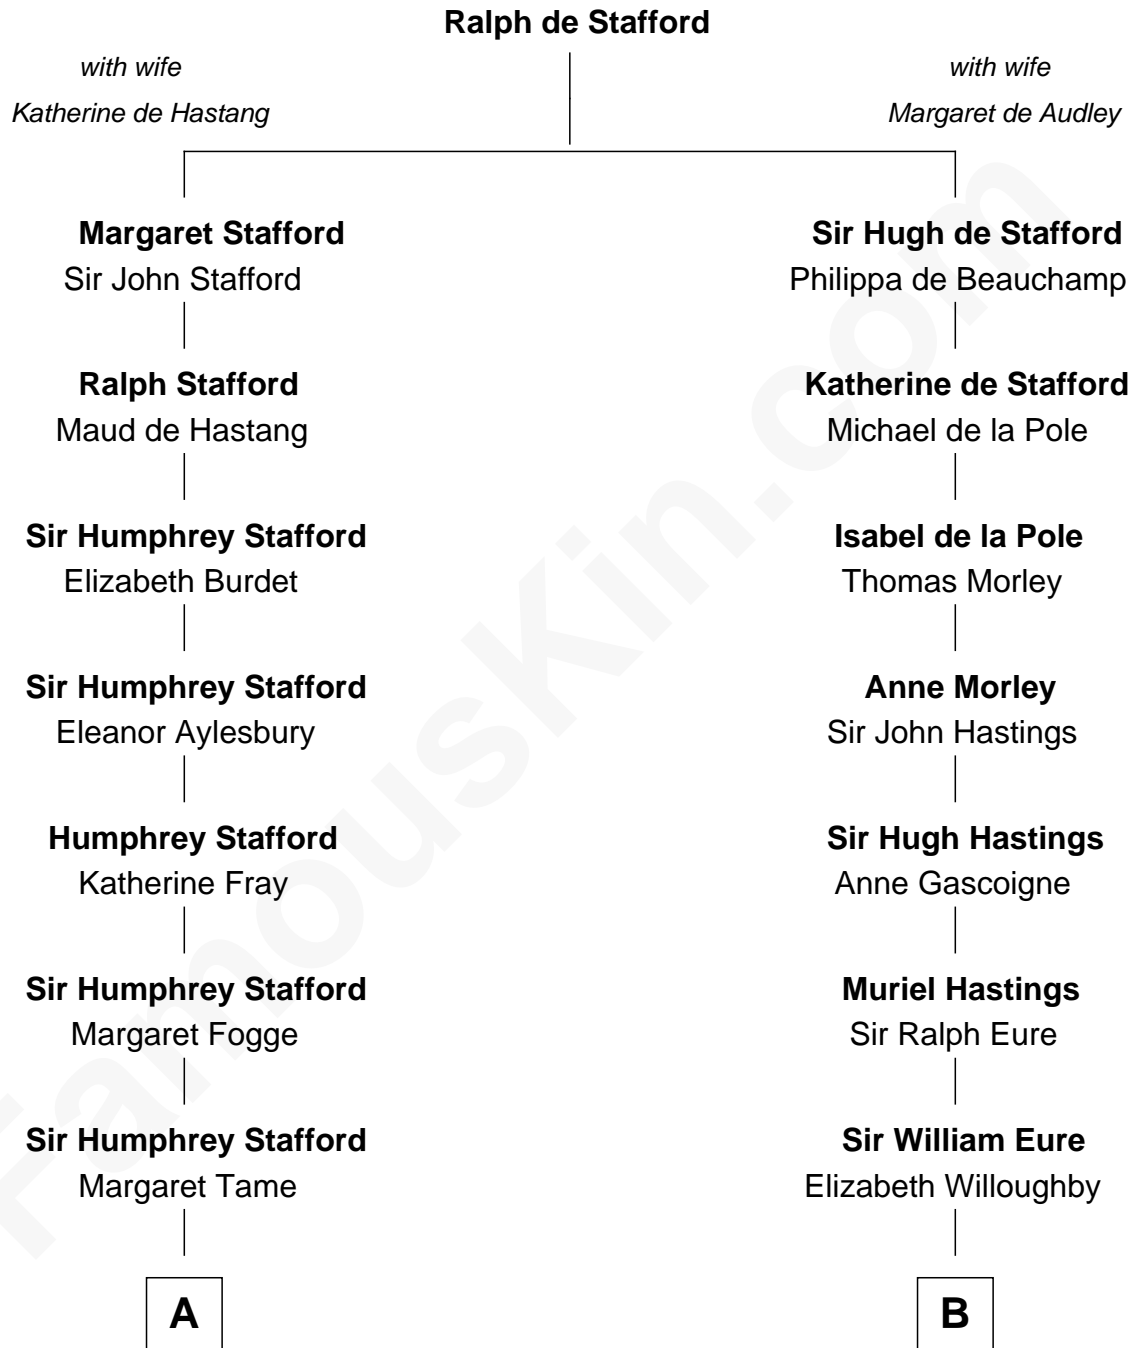 Ralph de Stafford
with wife
Katherine de Hastang
with wife
Margaret de Audley
Margaret Stafford
Sir John Stafford
Ralph Stafford
Maud de Hastang
Sir Humphrey Stafford
Elizabeth Burdet
Sir Humphrey Stafford
Eleanor Aylesbury
Humphrey Stafford
Katherine Fray
Sir Humphrey Stafford
Margaret Fogge
Sir Humphrey Stafford
Margaret Tame
A
Sir Hugh de Stafford
Philippa de Beauchamp
Katherine de Stafford
Michael de la Pole
Isabel de la Pole
Thomas Morley
Anne Morley
Sir John Hastings
Sir Hugh Hastings
Anne Gascoigne
Muriel Hastings
Sir Ralph Eure
Sir William Eure
Elizabeth Willoughby
B
FamousKin.com